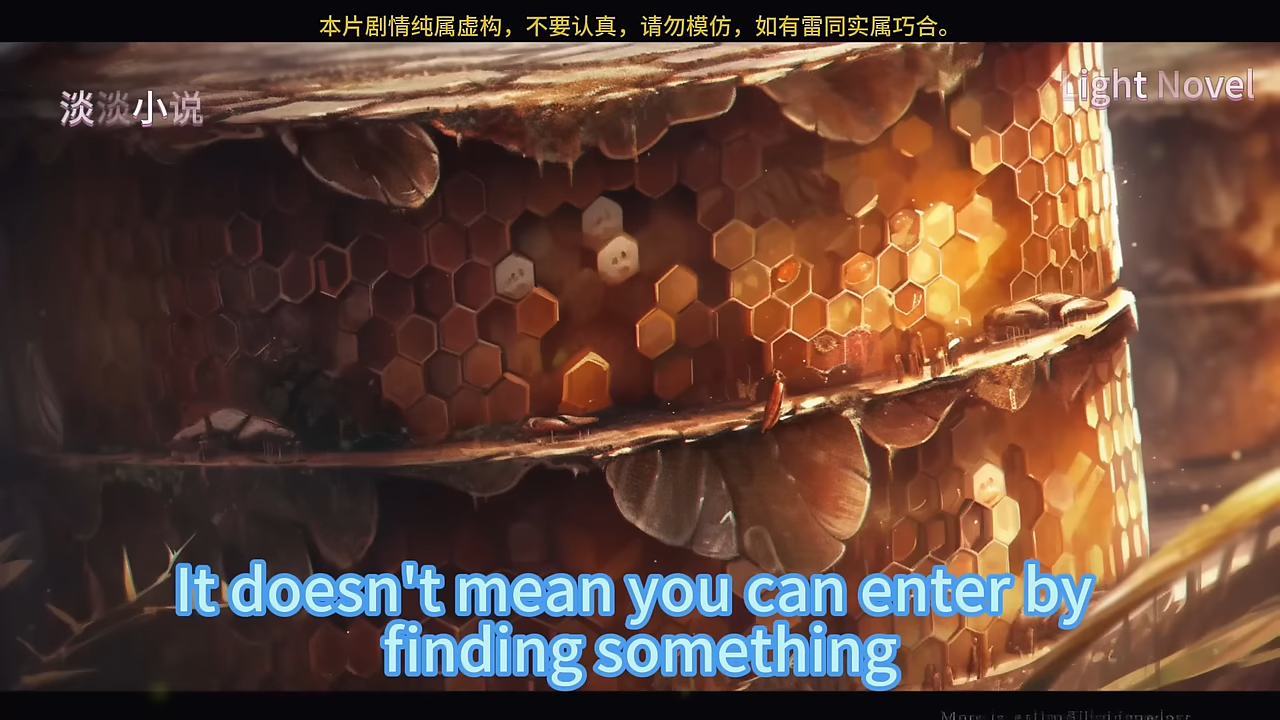 本片剧情纯属虚构，不要认真，请勿模仿，如有雷同实属巧合。
淡淡小说
Light Novel
It doesn't mean you can enter by
finding something